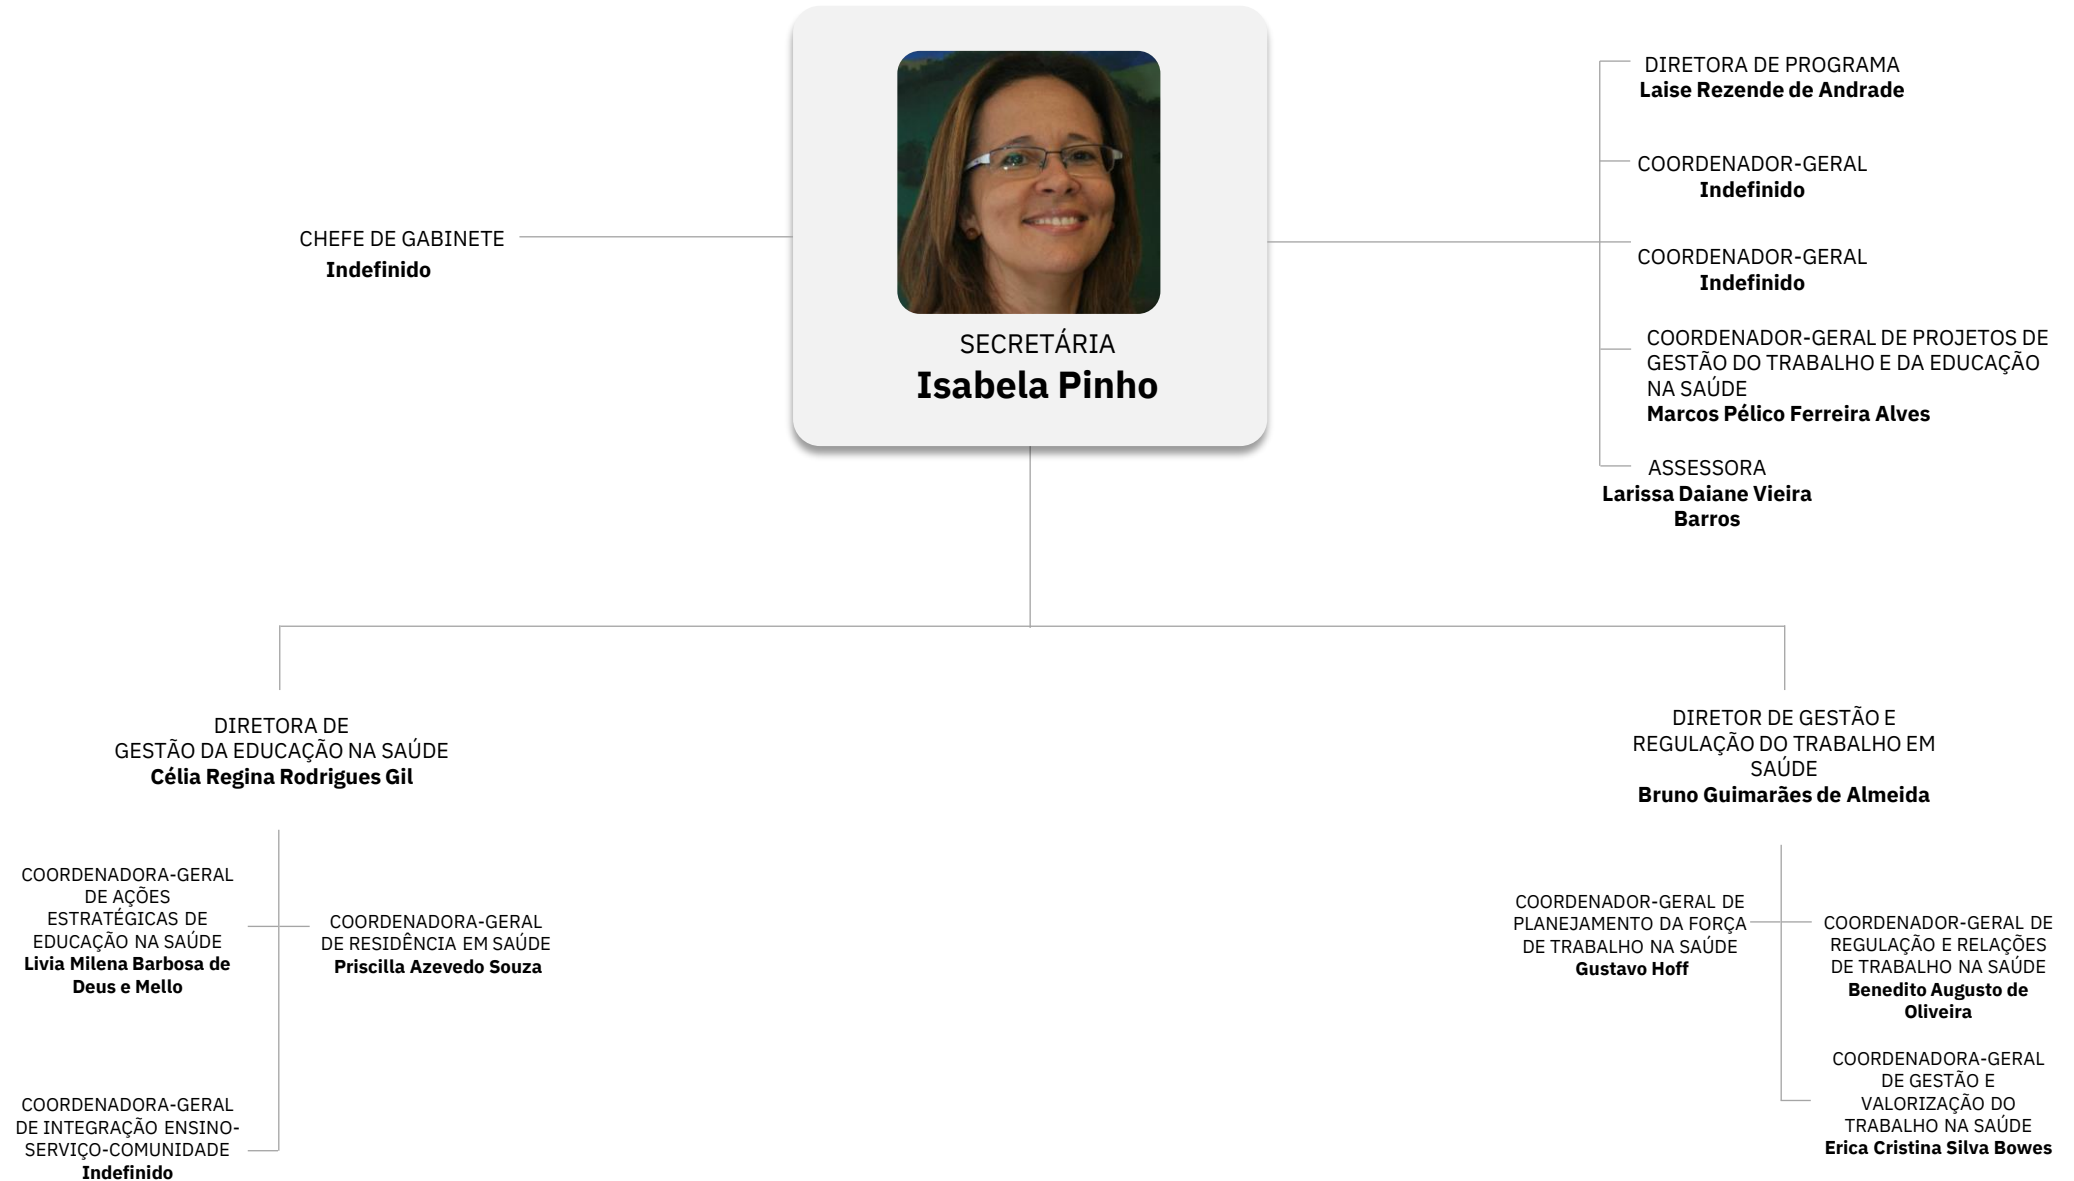 SECRETÁRIA
Isabela Pinho
CHEFE DE GABINETE
Indefinido
DIRETORA DE PROGRAMA
Laise Rezende de Andrade
COORDENADOR-GERAL
Indefinido
COORDENADOR-GERAL
Indefinido
COORDENADOR-GERAL DE PROJETOS DE
GESTÃO DO TRABALHO E DA EDUCAÇÃO
NA SAÚDE
Marcos Pélico Ferreira Alves
ASSESSORA
Larissa Daiane Vieira
Barros
DIRETORA DE
GESTÃO DA EDUCAÇÃO NA SAÚDE
Célia Regina Rodrigues Gil
COORDENADORA-GERAL
DE AÇÕES
ESTRATÉGICAS DE
EDUCAÇÃO NA SAÚDE
Livia Milena Barbosa de
Deus e Mello
COORDENADORA-GERAL
DE RESIDÊNCIA EM SAÚDE
Priscilla Azevedo Souza
COORDENADORA-GERAL
DE INTEGRAÇÃO ENSINO-
SERVIÇO-COMUNIDADE
Indefinido
DIRETOR DE GESTÃO E
REGULAÇÃO DO TRABALHO EM
SAÚDE
Bruno Guimarães de Almeida
COORDENADOR-GERAL DE
PLANEJAMENTO DA FORÇA
DE TRABALHO NA SAÚDE
Gustavo Hoff
COORDENADOR-GERAL DE
REGULAÇÃO E RELAÇÕES
DE TRABALHO NA SAÚDE
Benedito Augusto de
Oliveira
COORDENADORA-GERAL
DE GESTÃO E
VALORIZAÇÃO DO
TRABALHO NA SAÚDE
Erica Cristina Silva Bowes